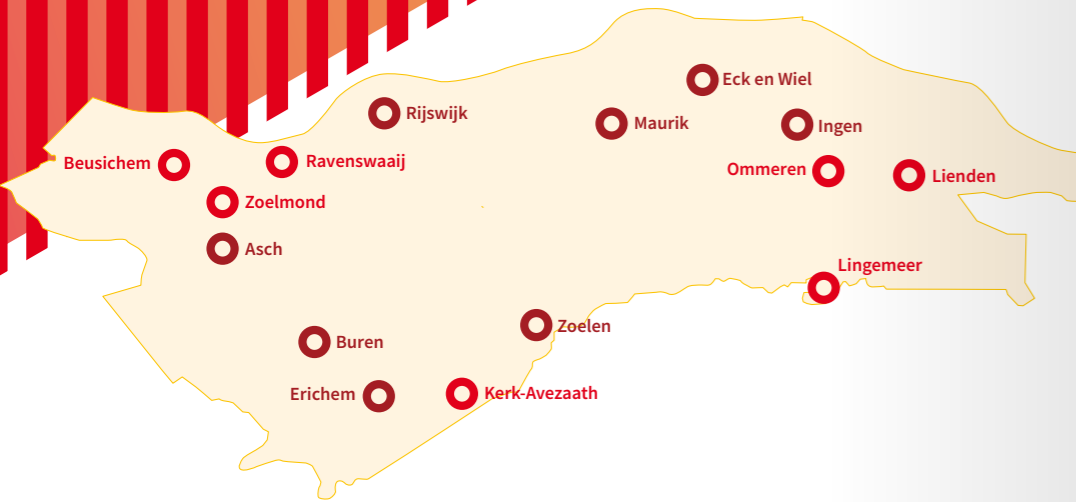 Eck en Wiel
Rijswijk
Maurik
Ingen
Beusichem
Ravenswaaij
Ommeren
Lienden
Zoelmond
Asch
Lingemeer
Zoelen
Buren
Erichem
Kerk-Avezaath